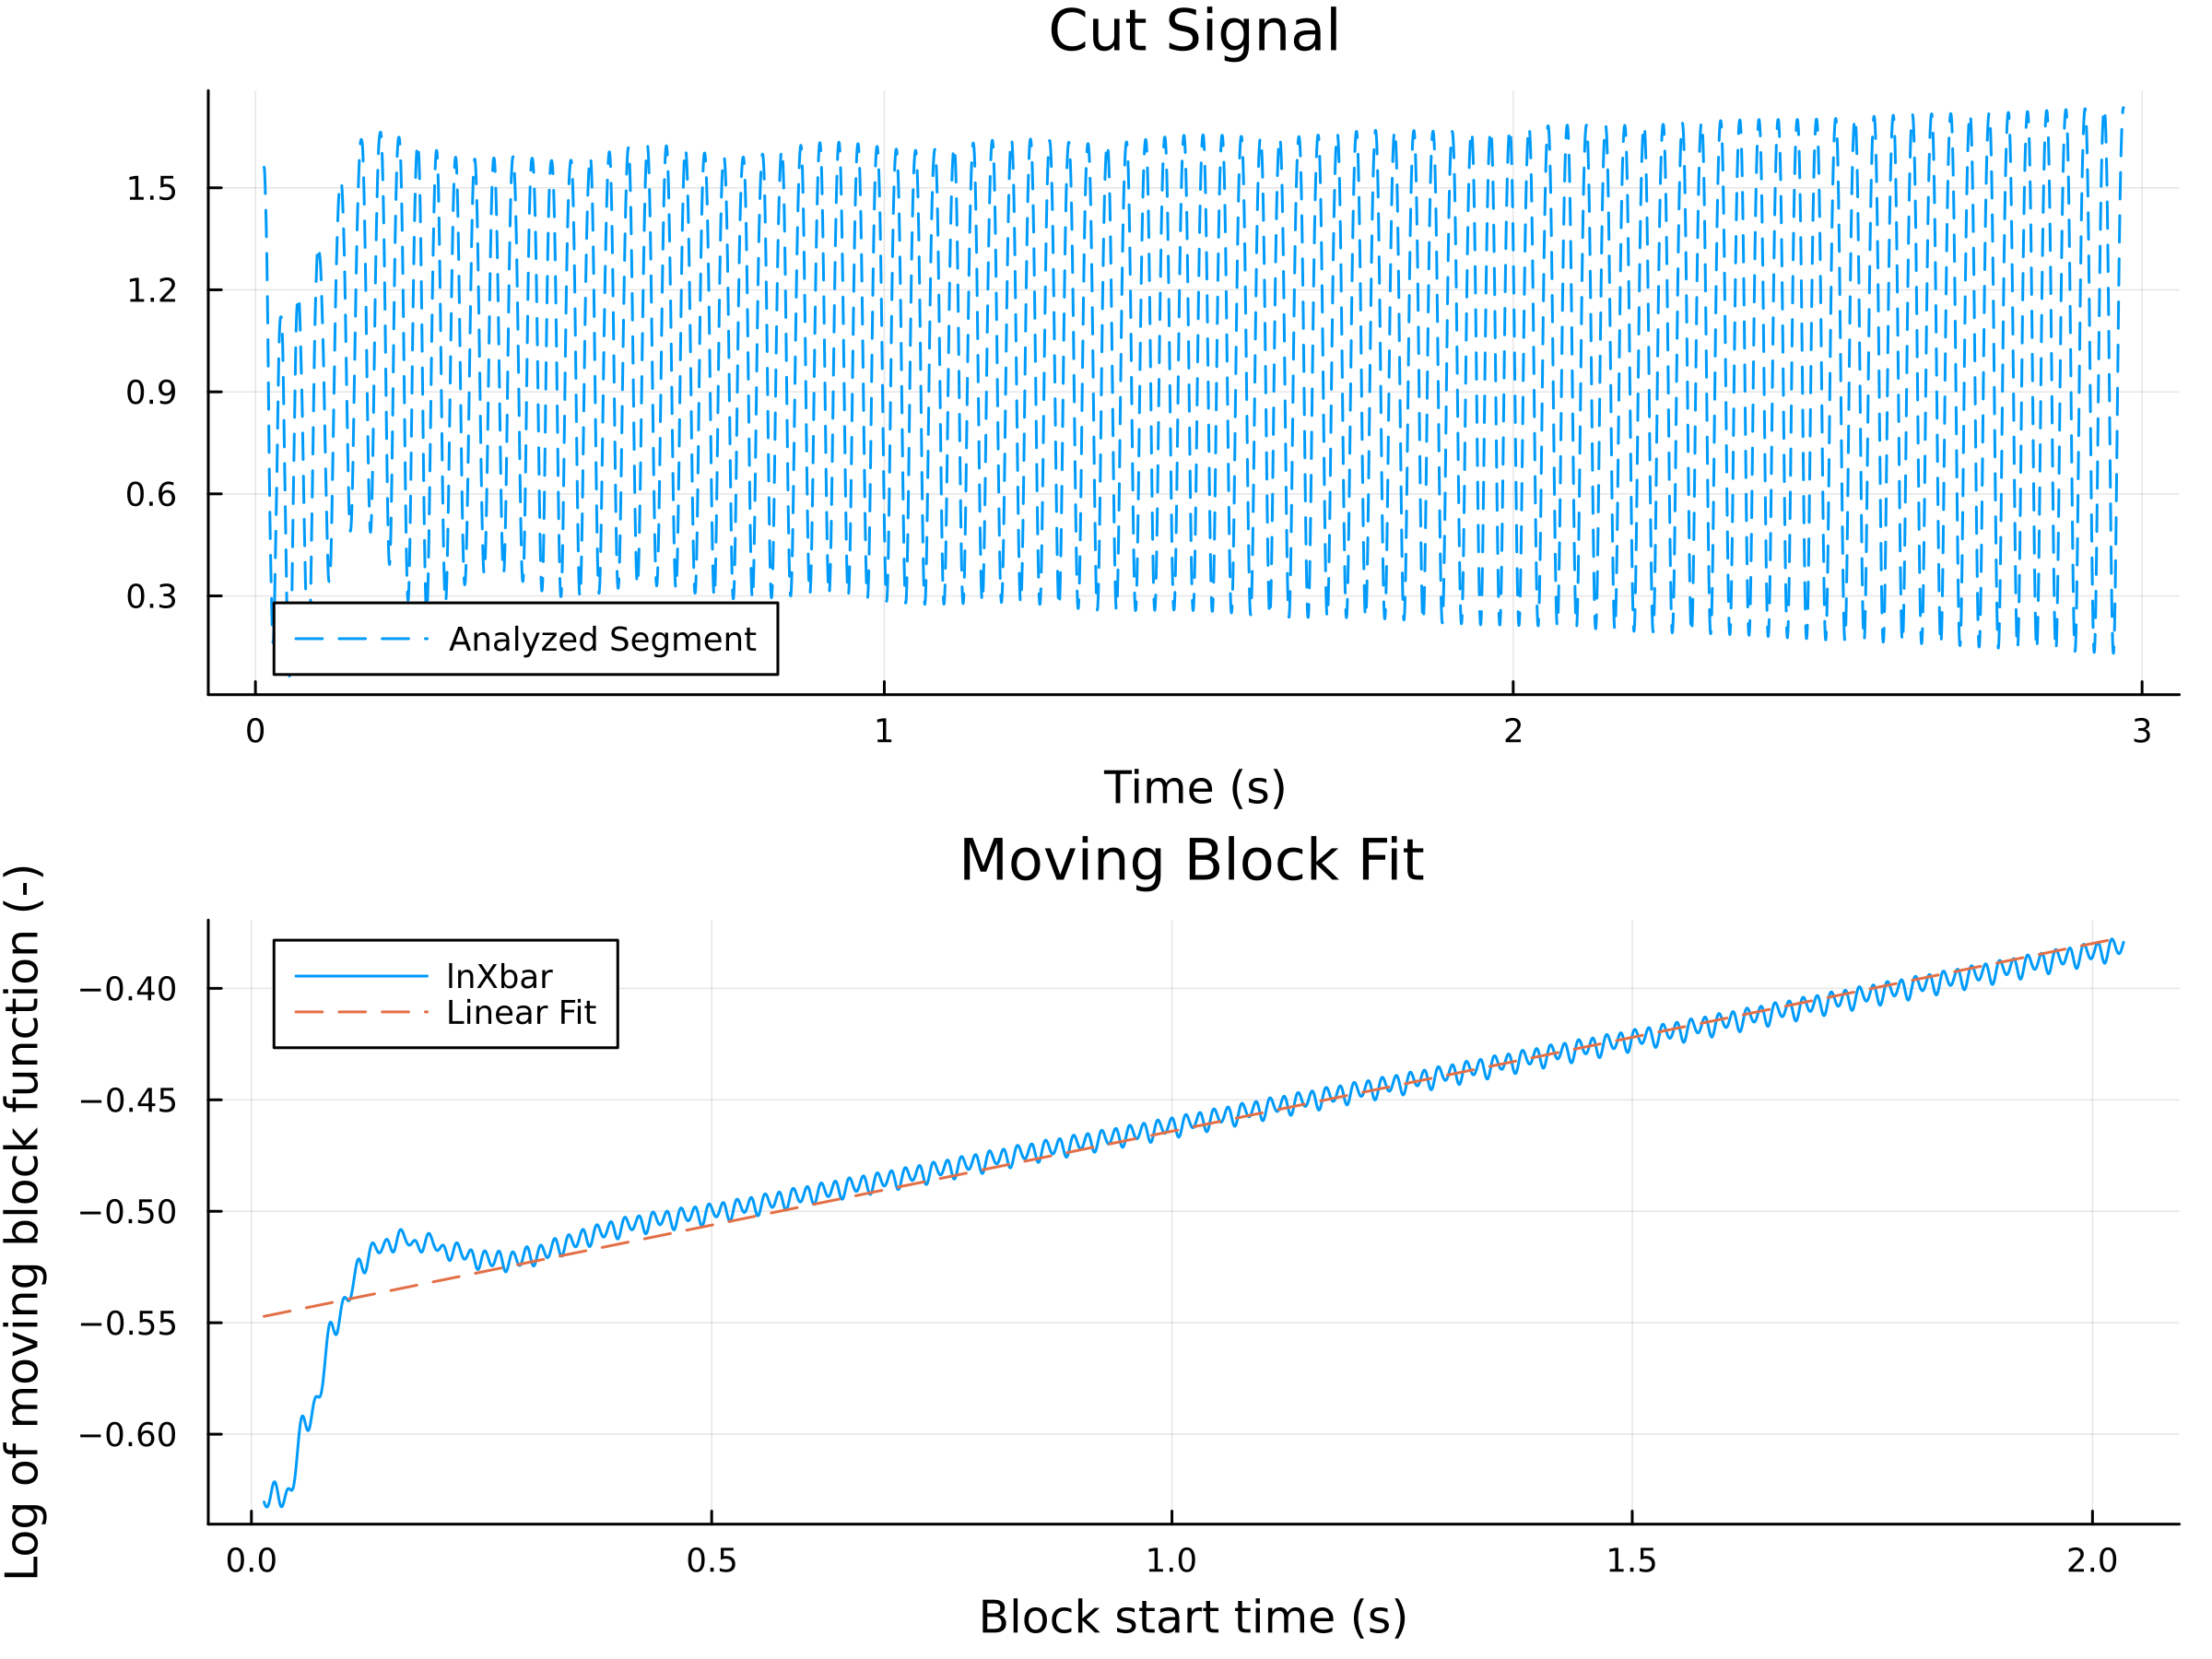 Cut Signal
1.5
1.2
0.9
0.6
0.3
Analyzed Segment
0 1 2 3
Time (s)
Moving Block Fit
Log of moving block function (-)
lnXbar
Linear Fit
−0.40
−0.45
−0.50
−0.55
−0.60
0.0 0.5 1.0 1.5 2.0
Block start time (s)